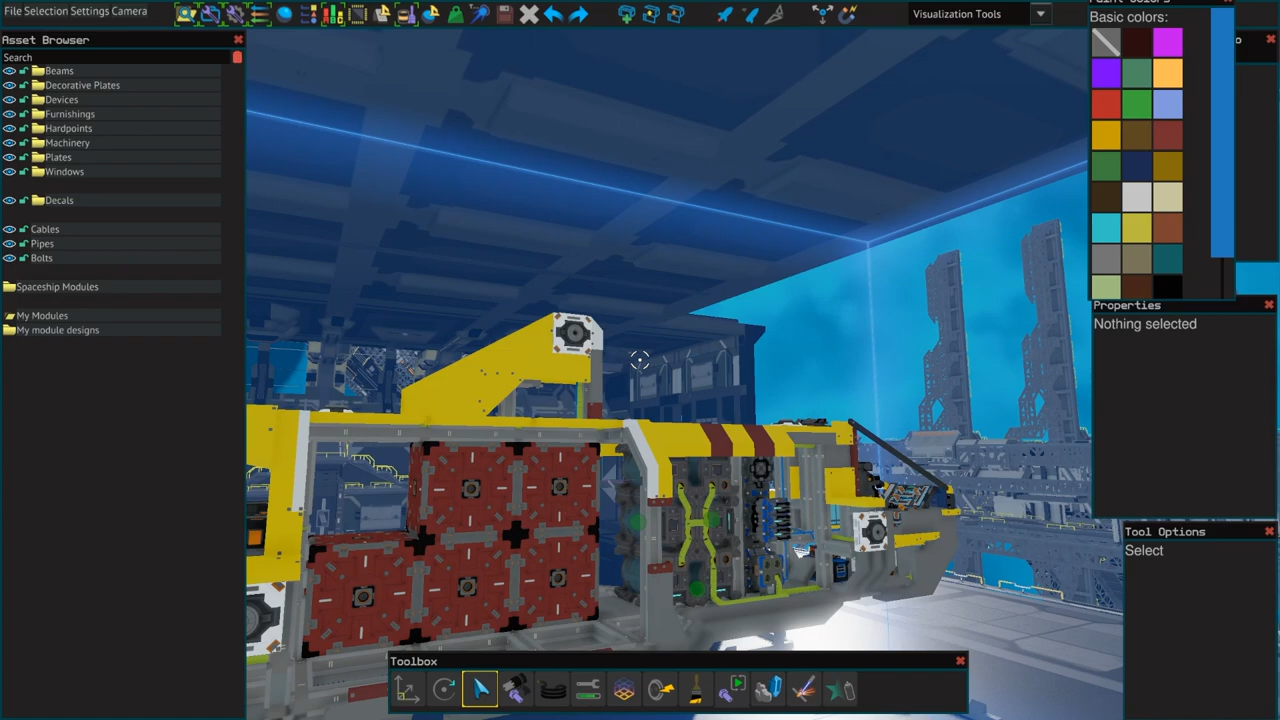 File Selection Settings Camera
Visualization Tools
Basic colors:
Asset Browser
Search
Beams
Decorative Plates
Devices
Furnishings
Hardpoints
Machinery
Plates
Windows
Decals
Cables
Pipes
Bolts
Spaceship Modules
My Modules
My module designs
Properties
Nothing selected
Tool Options
Select
Toolbox